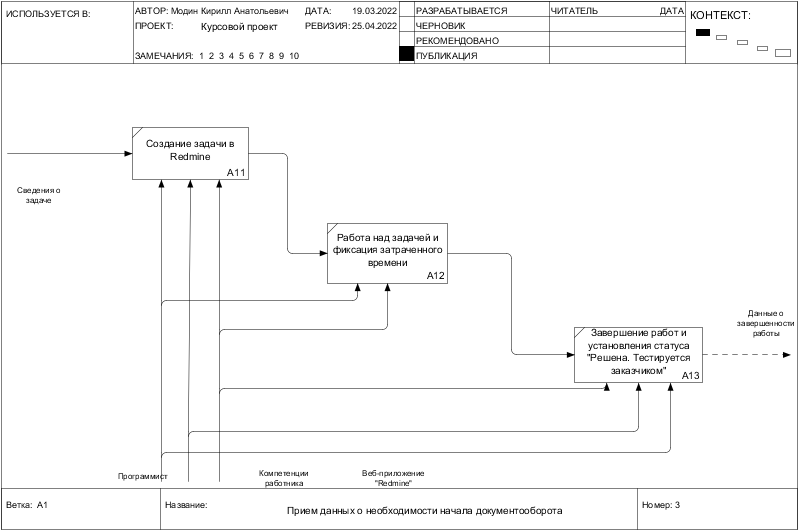 ИСПОЛЬЗУЕТСЯ В:
АВТОР: Модин Кирилл Анатольевич ДАТА: 19.03.2022
ПРОЕКТ: Курсовой проект РЕВИЗИЯ: 25.04.2022
ЗАМЕЧАНИЯ: 1 2 3 4 5 6 7 8 9 10
РАЗРАБАТЫВАЕТСЯ
ЧЕРНОВИК
РЕКОМЕНДОВАНО
ПУБЛИКАЦИЯ
ЧИТАТЕЛЬ ДАТА
КОНТЕКСТ:
Создание задачи в
Redmine
A11
Сведения о
задаче
Работа над задачей и
фиксация затраченного
времени
A12
Данные о
завершенности
работы
Завершение работ и
установления статуса
"Решена. Тестируется
заказчиком"
A13
Программист
Компетенции
работника
Веб-приложение
"Redmine"
Ветка: A1
Название:
Прием данных о необходимости начала документооборота
Номер: 3